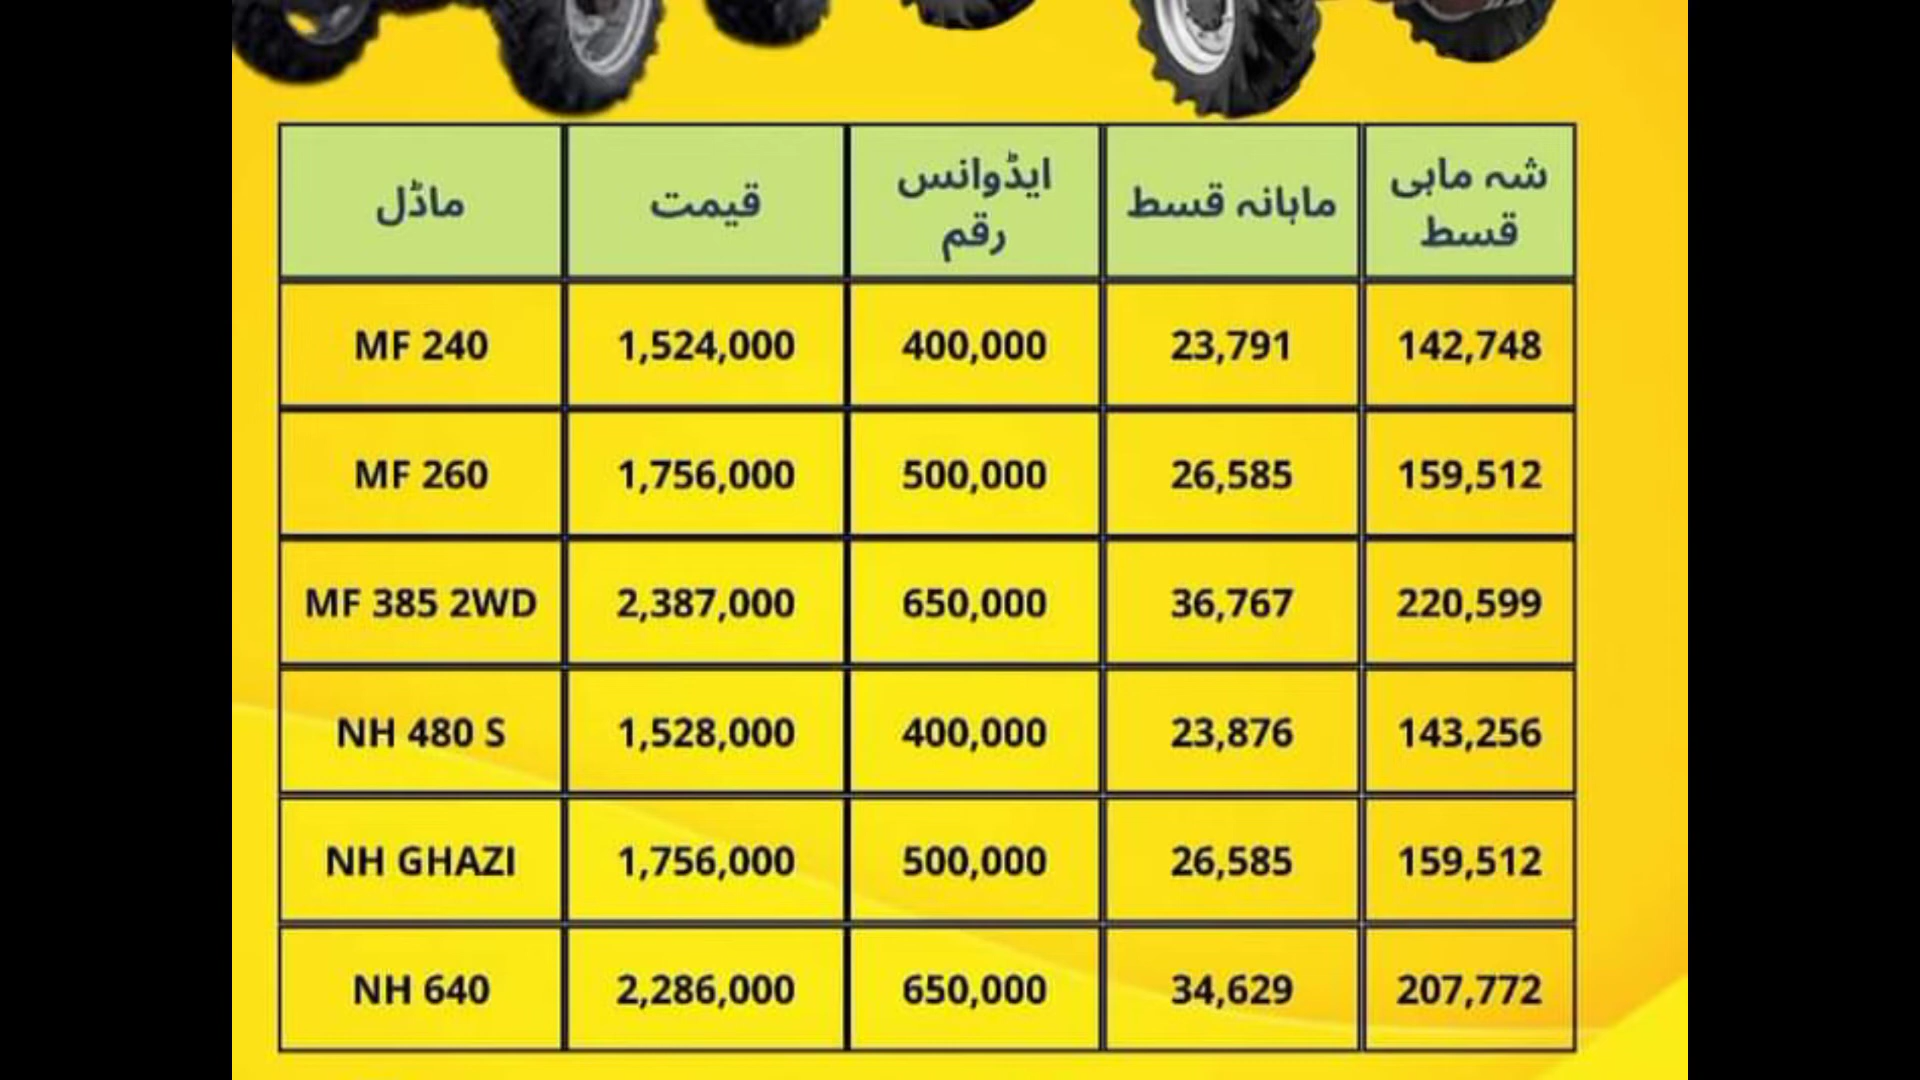 ماڈل قیمت ایڈوانس رقم ماہانہ قسط شہ ماہی قسط
MF 240 1,524,000 400,000 23,791 142,748
MF 260 1,756,000 500,000 26,585 159,512
MF 385 2WD 2,387,000 650,000 36,767 220,599
NH 480 S 1,528,000 400,000 23,876 143,256
NH GHAZI 1,756,000 500,000 26,585 159,512
NH 640 2,286,000 650,000 34,629 207,772